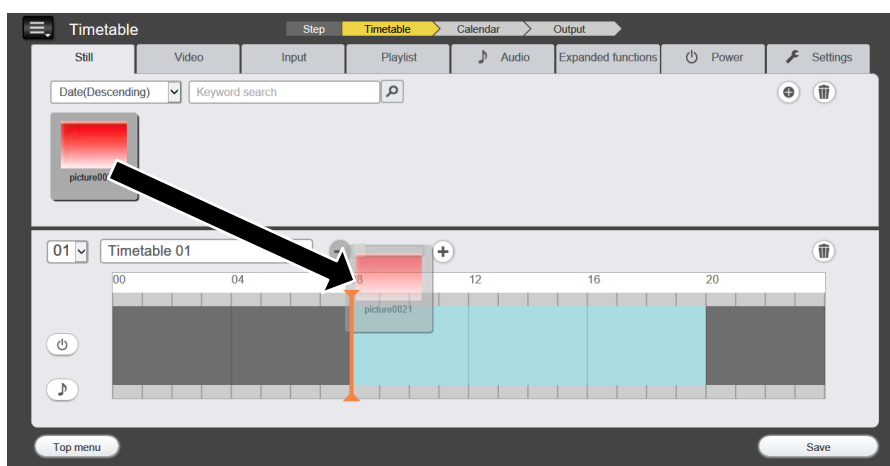 Timetable
Step Timetable Calendar Output
Still Video Input Playlist Audio Expanded functions Power Settings
Date(Descending) Keyword search
01 Timetable 01
00 04 8 12 16 20
picture0021
Top menu Save